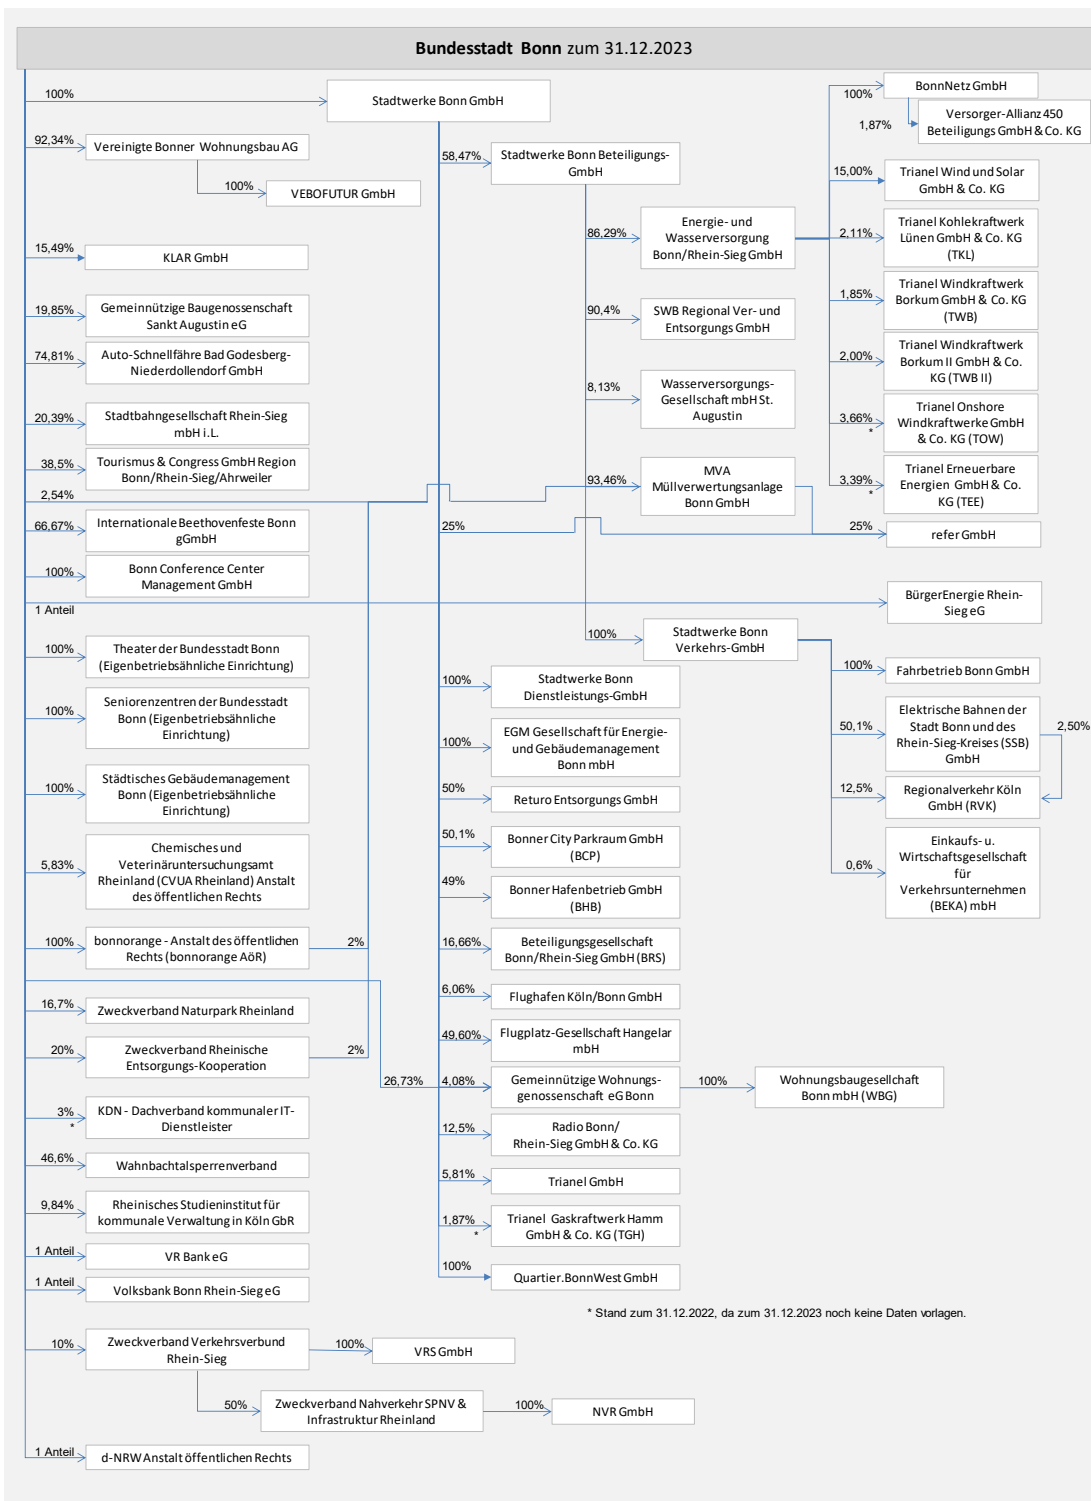 Bundesstadt Bonn zum 31.12.2023
100%
Stadtwerke Bonn GmbH
92,34%
Vereinigte Bonner Wohnungsbau AG
100%
VEBOFUTUR GmbH
15,49%
KLAR GmbH
19,85%
Gemeinnützige Baugenossenschaft
Sankt Augustin eG
74,81%
Auto-Schnellfähre Bad Godesberg-
Niederdollendorf GmbH
20,39%
Stadtbahngesellschaft Rhein-Sieg
mbH i.L.
38,5%
Tourismus & Congress GmbH Region
Bonn/Rhein-Sieg/Ahrweiler
2,54%
66,67%
Internationale Beethovenfeste Bonn
gGmbH
100%
Bonn Conference Center
Management GmbH
1 Anteil
100%
Theater der Bundesstadt Bonn
(Eigenbetriebsähnliche Einrichtung)
100%
Seniorenzentren der Bundesstadt
Bonn (Eigenbetriebsähnliche
Einrichtung)
100%
Städtisches Gebäudemanagement
Bonn (Eigenbetriebsähnliche
Einrichtung)
5,83%
Chemisches und
Veterinäruntersuchungsamt
Rheinland (CVUA Rheinland) Anstalt
des öffentlichen Rechts
100%
bonnorange - Anstalt des öffentlichen
Rechts (bonnorange AöR)
2%
16,7%
Zweckverband Naturpark Rheinland
20%
Zweckverband Rheinische
Entsorgungs-Kooperation
2%
26,73%
3%
*
KDN - Dachverband kommunaler IT-
Dienstleister
46,6%
Wahnbachtalsperrenverband
9,84%
Rheinisches Studieninstitut für
kommunale Verwaltung in Köln GbR
1 Anteil
VR Bank eG
1 Anteil
Volksbank Bonn Rhein-Sieg eG
10%
Zweckverband Verkehrsverbund
Rhein-Sieg
100%
VRS GmbH
50%
Zweckverband Nahverkehr SPNV &
Infrastruktur Rheinland
100%
NVR GmbH
1 Anteil
d-NRW Anstalt öffentlichen Rechts
58,47%
Stadtwerke Bonn Beteiligungs-
GmbH
86,29%
Energie- und
Wasserversorgung
Bonn/Rhein-Sieg GmbH
90,4%
SWB Regional Ver- und
Entsorgungs GmbH
8,13%
Wasserversorgungs-
Gesellschaft mbH St.
Augustin
93,46%
MVA
Müllverwertungsanlage
Bonn GmbH
25%
100%
Stadtwerke Bonn
Verkehrs-GmbH
100%
Stadtwerke Bonn
Dienstleistungs-GmbH
100%
EGM Gesellschaft für Energie-
und Gebäudemanagement
Bonn mbH
50%
Returo Entsorgungs GmbH
50,1%
Bonner City Parkraum GmbH
(BCP)
49%
Bonner Hafenbetrieb GmbH
(BHB)
16,66%
Beteiligungsgesellschaft
Bonn/Rhein-Sieg GmbH (BRS)
6,06%
Flughafen Köln/Bonn GmbH
49,60%
Flugplatz-Gesellschaft Hangelar
mbH
4,08%
Gemeinnützige Wohnungs-
genossenschaft eG Bonn
100%
Wohnungsbaugesellschaft
Bonn mbH (WBG)
12,5%
Radio Bonn/
Rhein-Sieg GmbH & Co. KG
5,81%
Trianel GmbH
1,87%
*
Trianel Gaskraftwerk Hamm
GmbH & Co. KG (TGH)
100%
Quartier.BonnWest GmbH
100%
BonnNetz GmbH
1,87%
Versorger-Allianz 450
Beteiligungs GmbH & Co. KG
15,00%
Trianel Wind und Solar
GmbH & Co. KG
2,11%
Trianel Kohlekraftwerk
Lünen GmbH & Co. KG
(TKL)
1,85%
Trianel Windkraftwerk
Borkum GmbH & Co. KG
(TWB)
2,00%
Trianel Windkraftwerk
Borkum II GmbH & Co.
KG (TWB II)
3,66%
*
Trianel Onshore
Windkraftwerke GmbH
& Co. KG (TOW)
3,39%
*
Trianel Erneuerbare
Energien GmbH & Co.
KG (TEE)
25%
refer GmbH
BürgerEnergie Rhein-
Sieg eG
100%
Fahrbetrieb Bonn GmbH
50,1%
Elektrische Bahnen der
Stadt Bonn und des
Rhein-Sieg-Kreises (SSB)
GmbH
2,50%
12,5%
Regionalverkehr Köln
GmbH (RVK)
0,6%
Einkaufs- u.
Wirtschaftsgesellschaft
für
Verkehrsunternehmen
(BEKA) mbH
* Stand zum 31.12.2022, da zum 31.12.2023 noch keine Daten vorlagen.